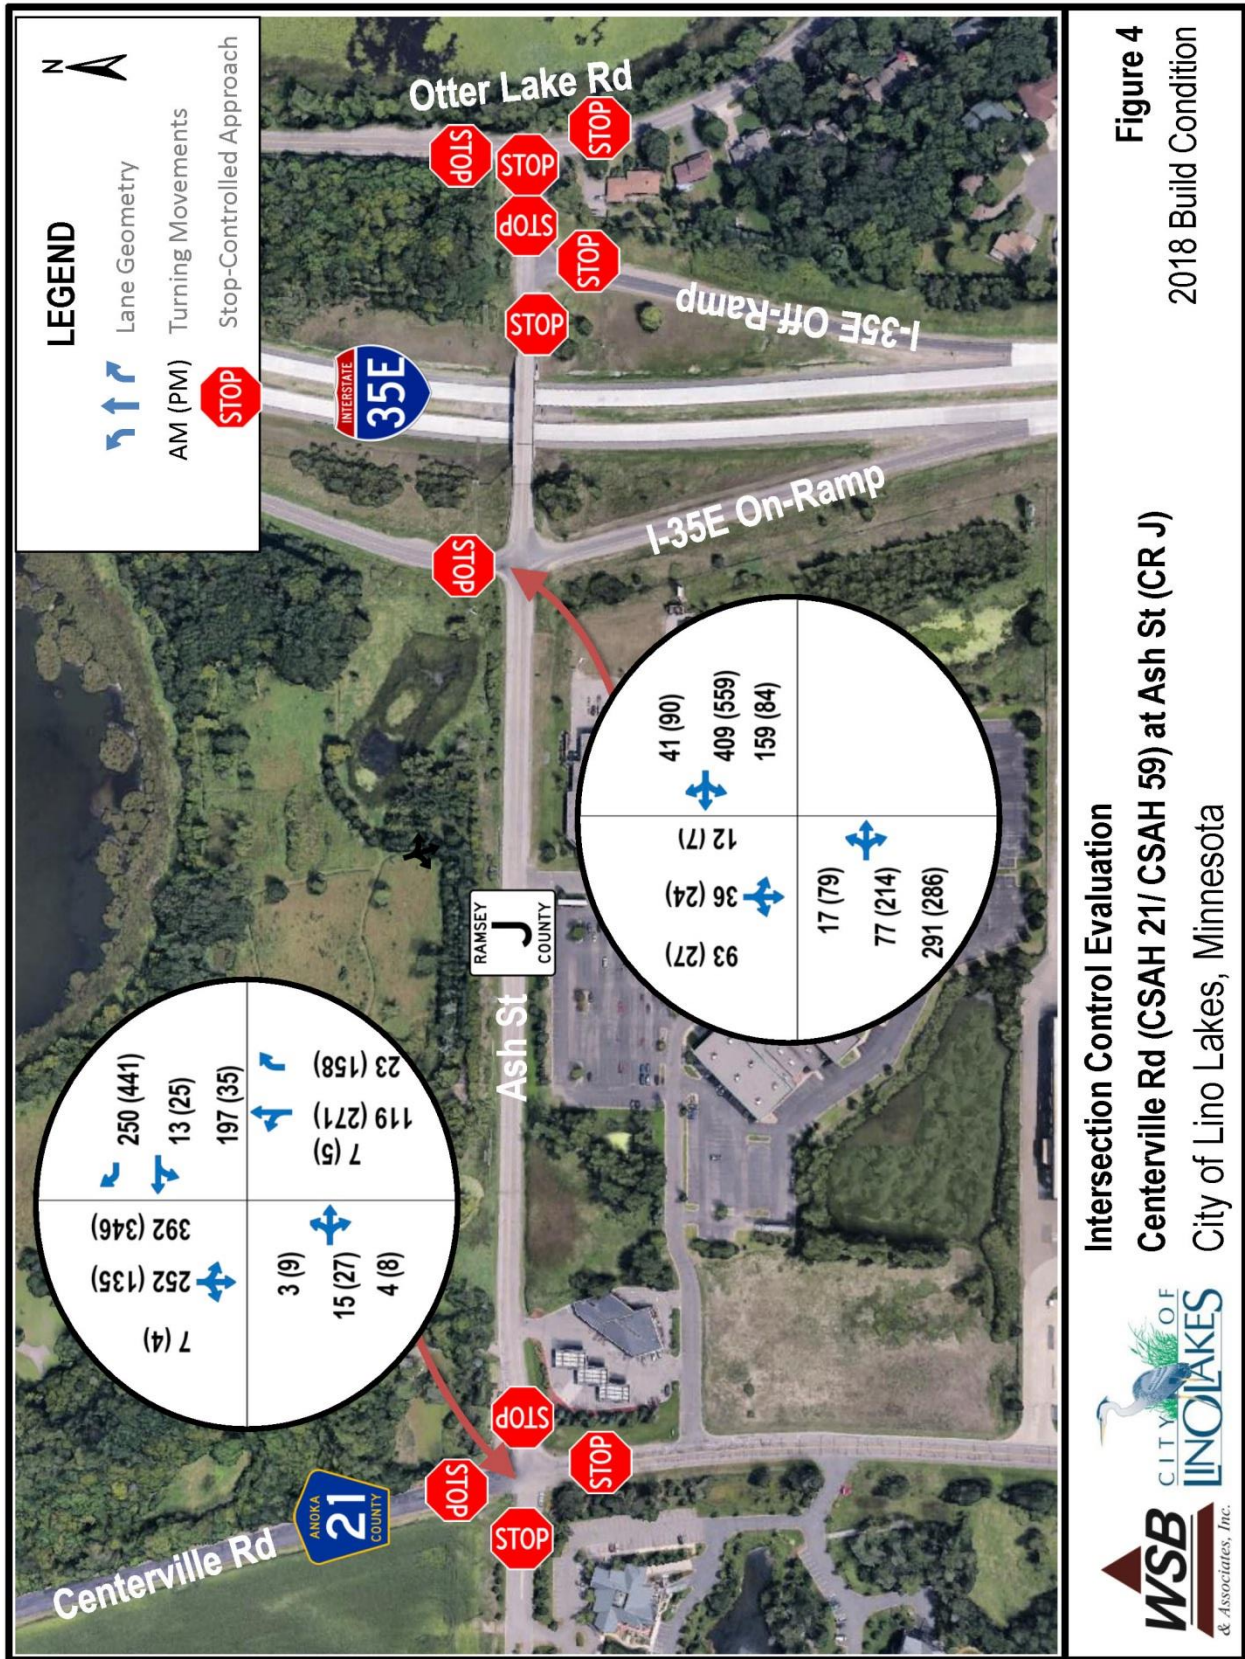 LEGEND
Lane Geometry
AM (PM) Turning Movements
STOP Stop-Controlled Approach
N
Centerville Rd
ANOKA
21
COUNTY
STOP
STOP
STOP
STOP
250 (441)
13 (25)
197 (35)
7 (4)
252 (135)
392 (346)
3 (9)
15 (27)
4 (8)
7 (5)
119 (271)
23 (158)
Ash St
RAMSEY
J
COUNTY
41 (90)
409 (559)
159 (84)
93 (27)
36 (24)
12 (7)
17 (79)
77 (214)
291 (286)
STOP
I-35E On-Ramp
INTERSTATE
35E
I-35E Off-Ramp
STOP
STOP
STOP
Otter Lake Rd
STOP
STOP
STOP
WSB
& Associates, Inc.
CITY OF
LINO LAKES
Intersection Control Evaluation
Centerville Rd (CSAH 21/ CSAH 59) at Ash St (CR J)
City of Lino Lakes, Minnesota
Figure 4
2018 Build Condition